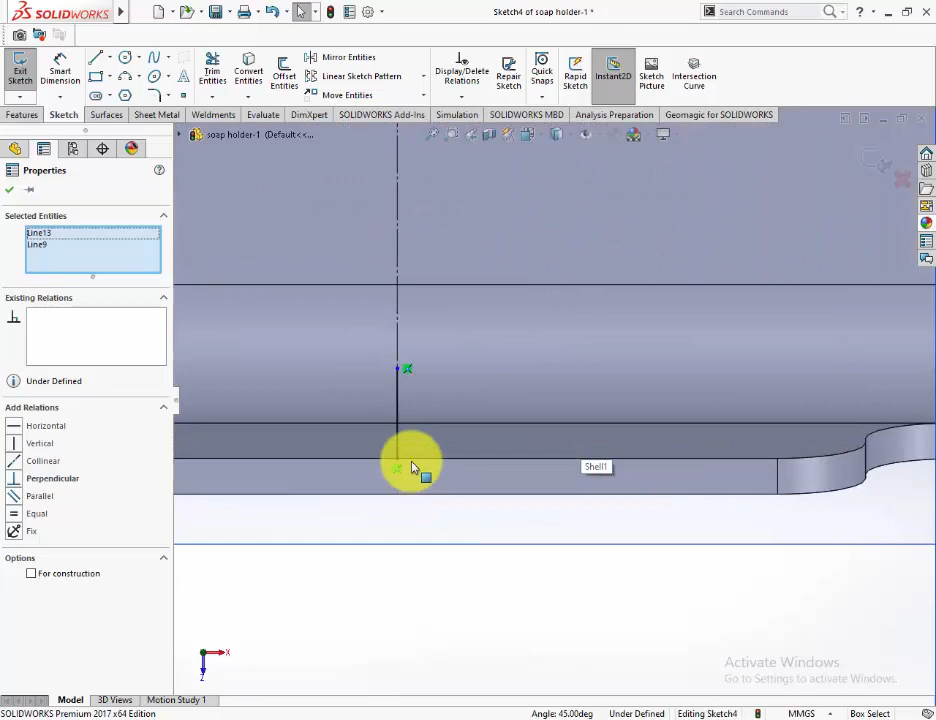 SOLIDWORKS
Sketch4 of soap holder-1 *
Search Commands
Exit Sketch
Smart Dimension
Trim Entities
Convert Entities
Offset Entities
Mirror Entities
Linear Sketch Pattern
Move Entities
Display/Delete Relations
Repair Sketch
Quick Snaps
Rapid Sketch
Instant2D
Sketch Picture
Intersection Curve
Features
Sketch
Surfaces
Sheet Metal
Weldments
Evaluate
DimXpert
SOLIDWORKS Add-Ins
Simulation
SOLIDWORKS MBD
Analysis Preparation
Geomagic for SOLIDWORKS
soap holder-1 (Default<<...
Properties
Selected Entities
Line13
Line9
Existing Relations
Under Defined
Add Relations
Horizontal
Vertical
Collinear
Perpendicular
Parallel
Equal
Fix
Options
For construction
Shell1
X
Z
Activate Windows
Go to Settings to activate Windows.
Model
3D Views
Motion Study 1
SOLIDWORKS Premium 2017 x64 Edition
Angle: 45.00deg
Under Defined
Editing Sketch4
MMGS
Box Select